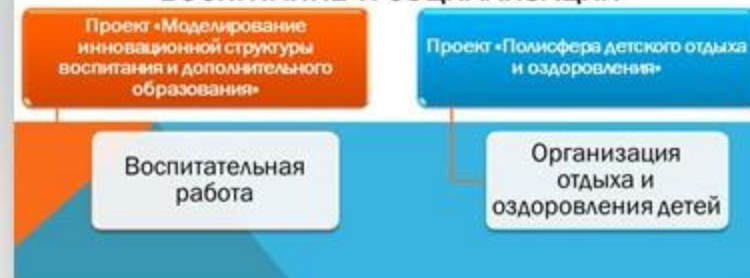 Проект «Моделирование
инновационной структуры
воспитания и дополнительного
образования»
Проект «Полисфера детского отдыха
и оздоровления»
Воспитательная
работа
Организация
отдыха и
оздоровления детей